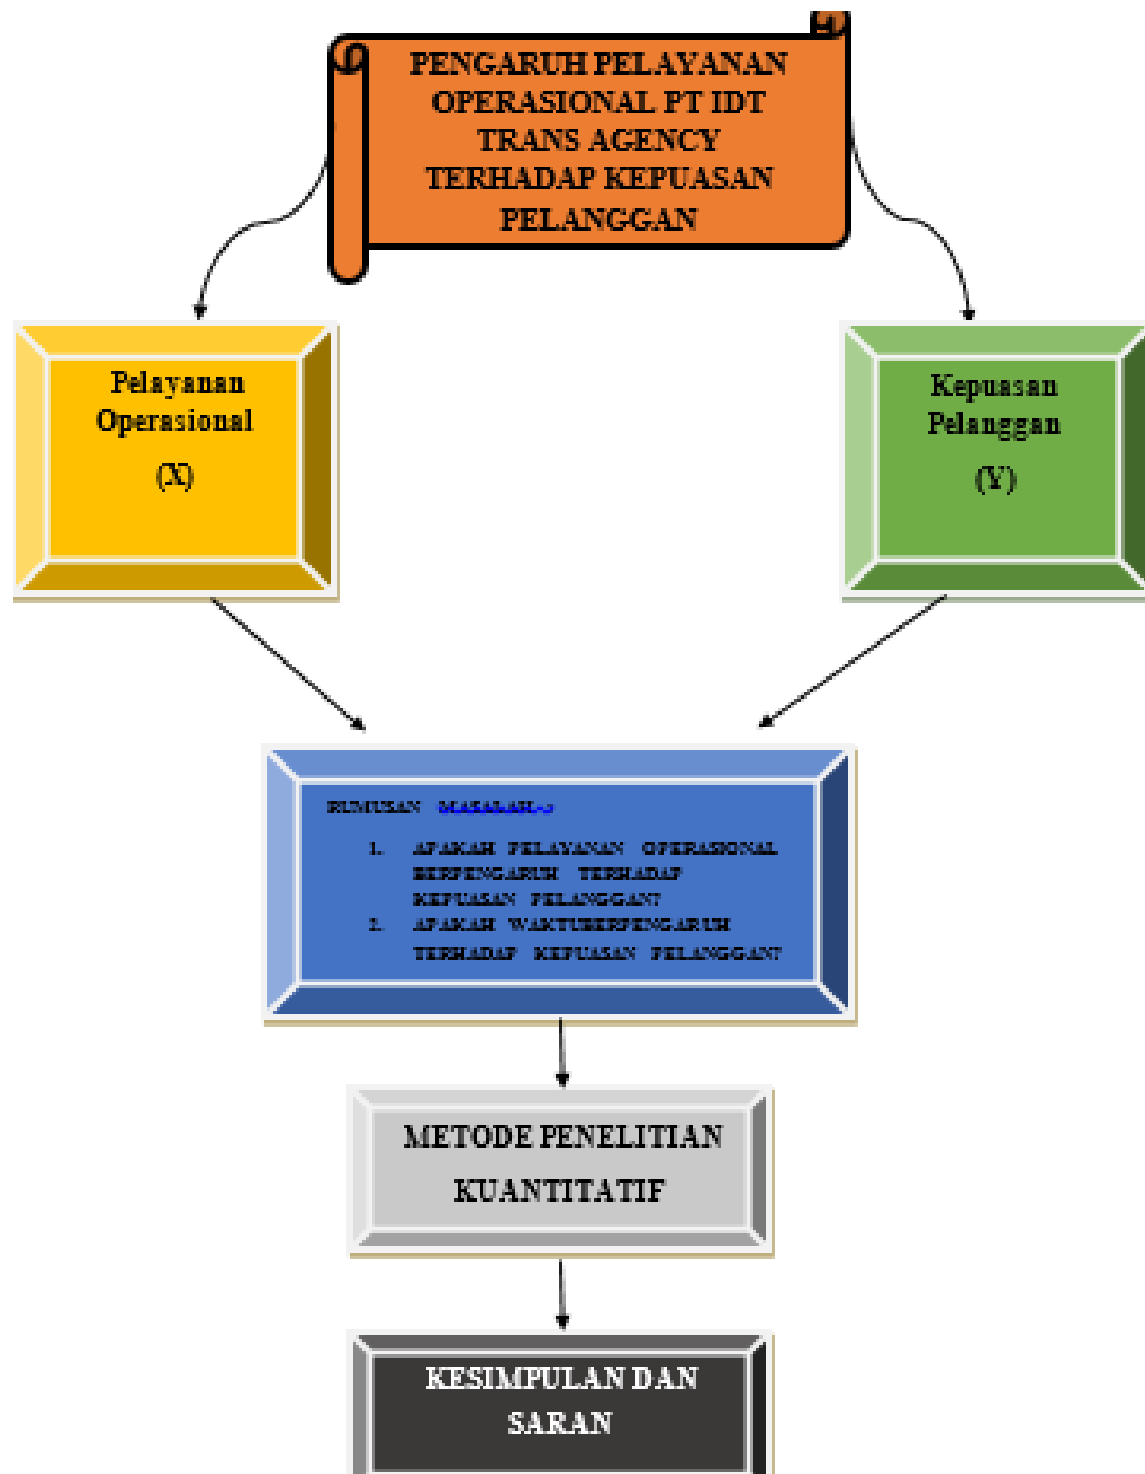 PENGARUH PELAYANAN
OPERASIONAL PT IDT
TRANS AGENCY
TERHADAP KEPUASAN
PELANGGAN
Pelayanan
Operasional
(X)
Kepuasan
Pelanggan
(Y)
RUMUSAN MASALAH->
1. APAKAH PELAYANAN OPERASIONAL
BERPENGARUH TERHADAP
KEPUASAN PELANGGAN?
2. APAKAH WAKTUBERPENGARUH
TERHADAP KEPUASAN PELANGGAN?
METODE PENELITIAN
KUANTITATIF
KESIMPULAN DAN
SARAN